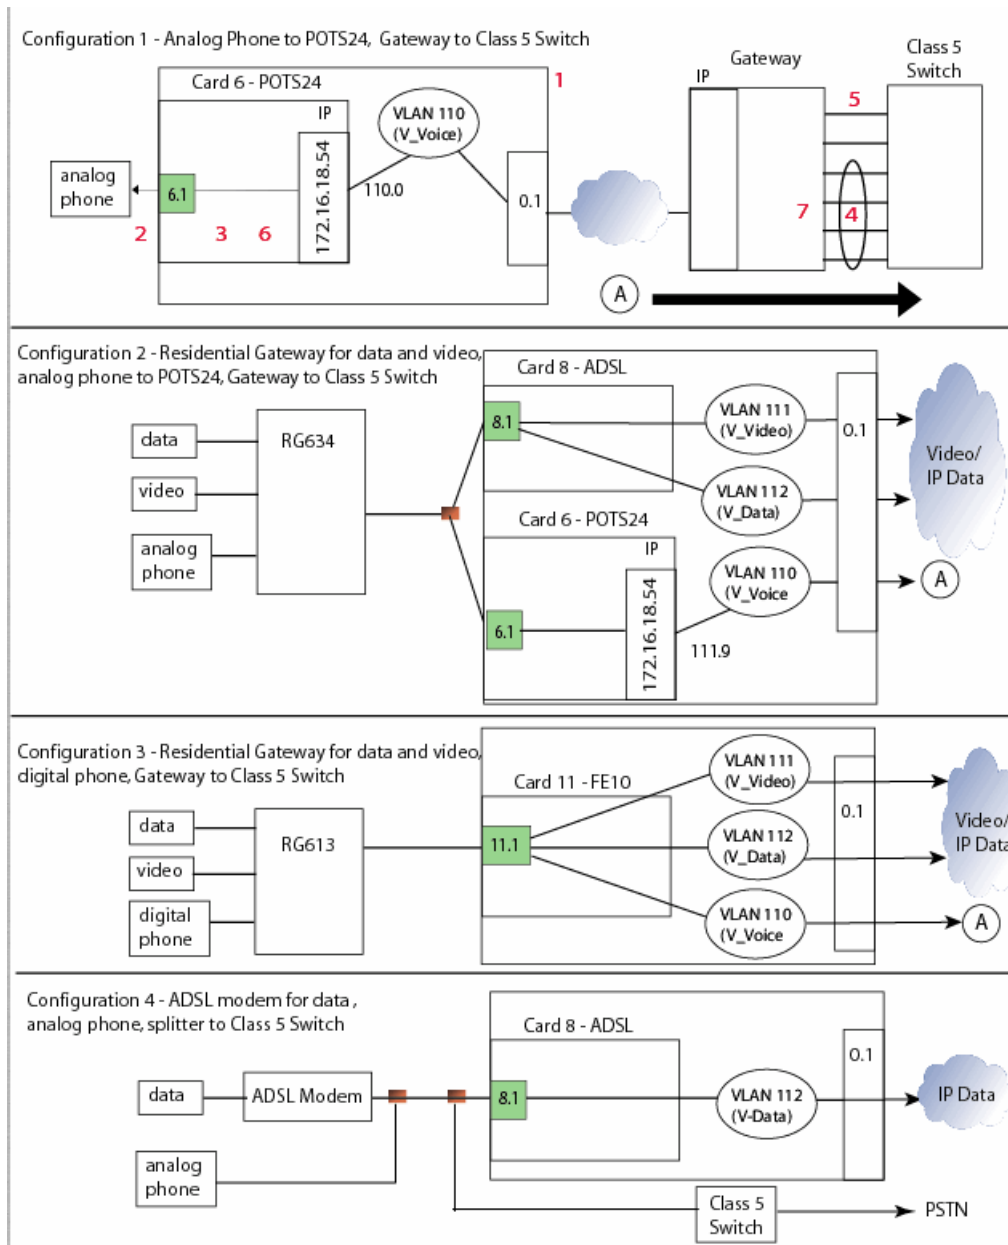 Configuration 1 - Analog Phone to POTS24, Gateway to Class 5 Switch
Card 6 - POTS24
1
IP
VLAN 110
(V_Voice)
Gateway
IP
Class 5
Switch
5
analog
phone
6.1
172.16.18.54
110.0
0.1
2
3
6
7
4
A
Configuration 2 - Residential Gateway for data and video,
analog phone to POTS24, Gateway to Class 5 Switch
Card 8 - ADSL
data
video
analog
phone
RG634
8.1
VLAN 111
(V_Video)
VLAN 112
(V_Data)
0.1
Video/
IP Data
Card 6 - POTS24
IP
6.1
172.16.18.54
VLAN 110
(V_Voice
111.9
A
Configuration 3 - Residential Gateway for data and video,
digital phone, Gateway to Class 5 Switch
Card 11 - FE10
data
video
digital
phone
RG613
11.1
VLAN 111
(V_Video)
VLAN 112
(V_Data)
VLAN 110
(V_Voice
0.1
Video/
IP Data
A
Configuration 4 - ADSL modem for data ,
analog phone, splitter to Class 5 Switch
Card 8 - ADSL
data
ADSL Modem
8.1
VLAN 112
(V-Data)
0.1
IP Data
analog
phone
Class 5
Switch
PSTN